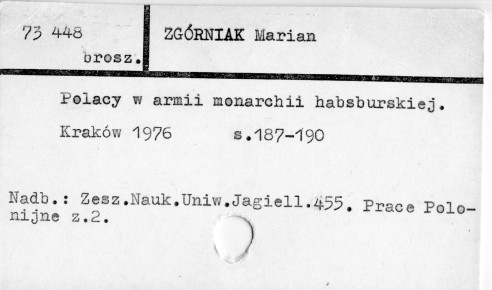 73 448
brosz.
ZGÓRNIAK Marian
Polacy w armii monarchii habsburskiej.
Kraków 1976 s.187-190
Nadb.: Zesz.Nauk.Uniw.Jagiell.455. Prace Polo-
nijne z.2.